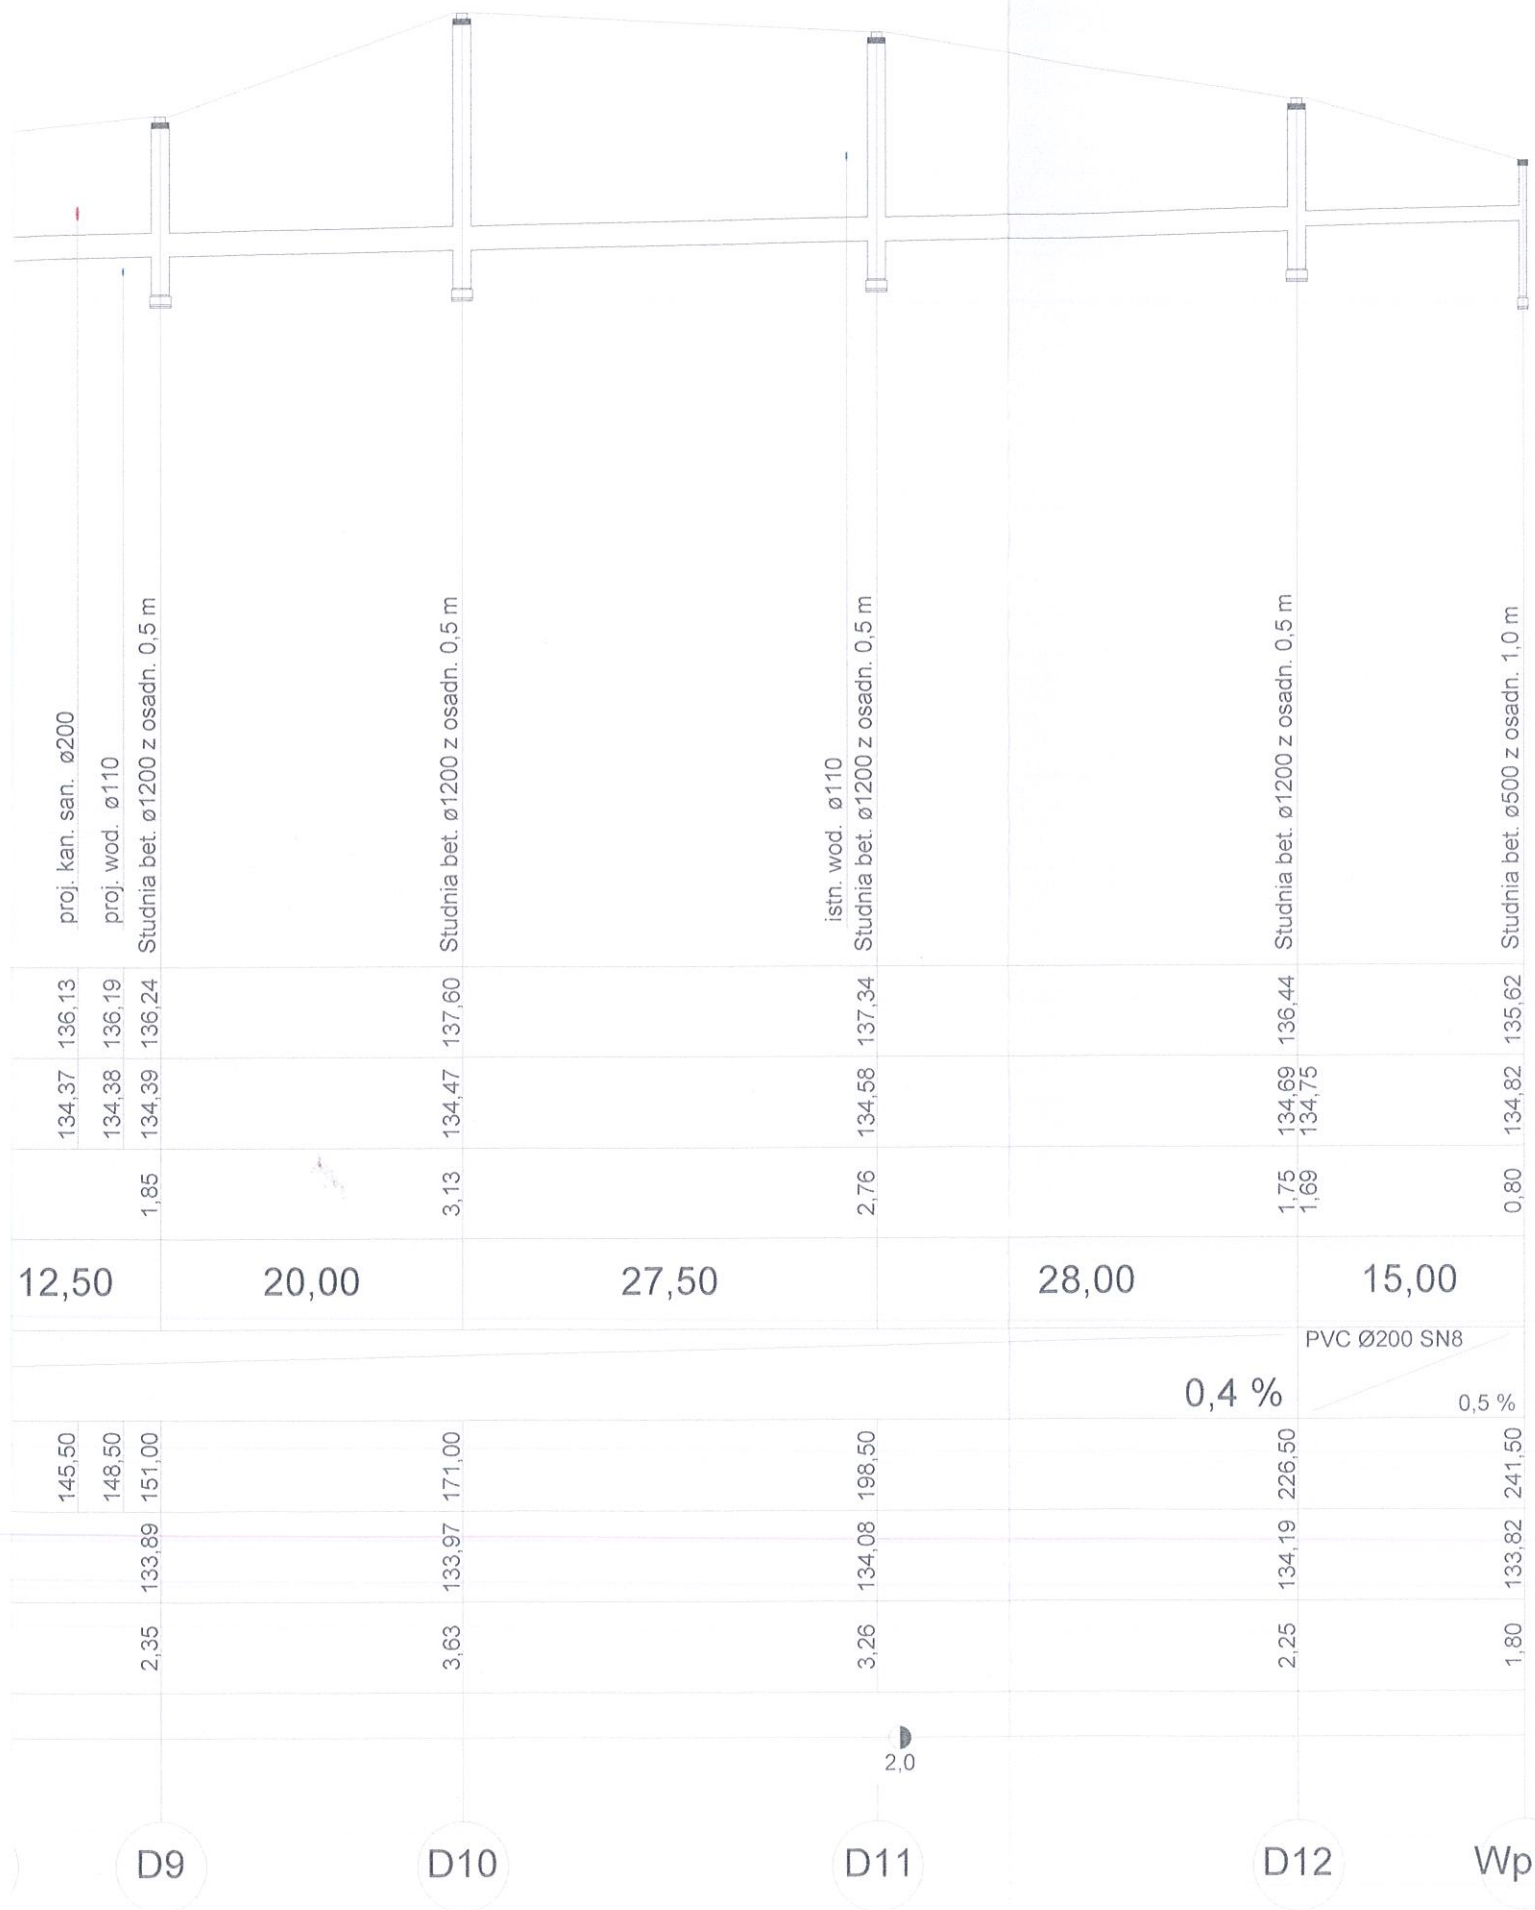 proj. kan. san. ø200
proj. wod. ø110
Studnia bet. ø1200 z osadn. 0,5 m
Studnia bet. ø1200 z osadn. 0,5 m
istn. wod. ø110
Studnia bet. ø1200 z osadn. 0,5 m
Studnia bet. ø1200 z osadn. 0,5 m
Studnia bet. ø500 z osadn. 1,0 m
136,13 136,19 136,24 137,60 137,34 136,44 135,62
134,37 134,38 134,39 134,47 134,58 134,69 134,75 134,82
1,85 3,13 2,76 1,75 1,69 0,80
12,50 20,00 27,50 28,00 15,00
PVC Ø200 SN8
0,4 % 0,5 %
145,50 148,50 151,00 171,00 198,50 226,50 241,50
133,89 133,97 134,08 134,19 133,82
2,35 3,63 3,26 2,25 1,80
2,0
D9 D10 D11 D12 Wp